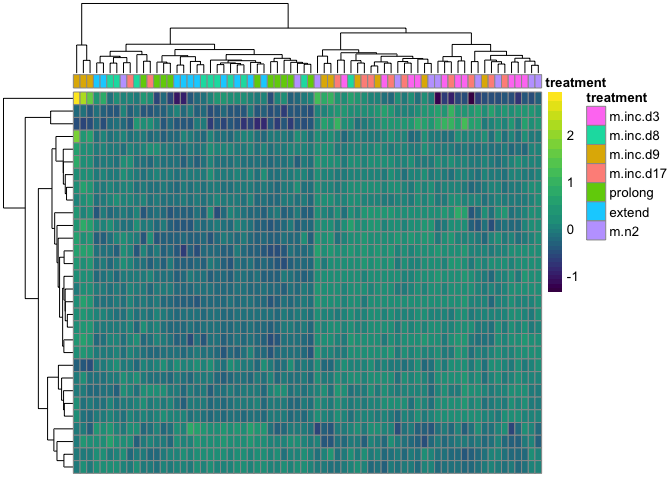 treatment
treatment
m.inc.d3
m.inc.d8
m.inc.d9
m.inc.d17
prolong
extend
m.n2
2
1
0
-1